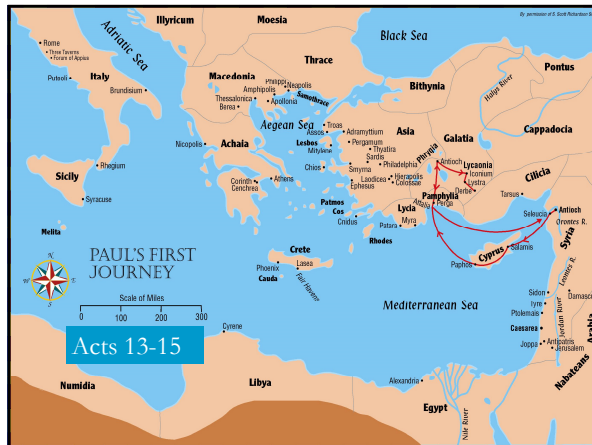 By permission of D. Scott Richardson
Illyricum
Moesia
Black Sea
Adriatic Sea
Rome
Three Taverns
Forum of Appius
Italy
Puteoli
Brundisium
Thrace
Macedonia
Philippi
Neapolis
Amphipolis
Thessalonica
Apollonia
Berea
Samothrace
Bithynia
Pontus
Halys River
Aegean Sea
Troas
Assos
Adramyttium
Asia
Galatia
Cappadocia
Nicopolis
Achaia
Lesbos
Mitylene
Pergamum
Thyatira
Sardis
Philadelphia
Phrygia
Antioch
Lycaonia
Iconium
Lystra
Derbe
Cilicia
Tarsus
Rhegium
Sicily
Syracuse
Corinth
Cenchrea
Athens
Chios
Smyrna
Laodicea
Hierapolis
Ephesus
Colossae
Pamphylia
Attalia
Perga
Seleucia
Antioch
Orontes R.
Patmos
Cos
Cnidus
Lycia
Patara
Myra
Rhodes
Syria
Melita
Crete
Lasea
Phoenix
Fair Havens
Cauda
Cyprus
Salamis
Paphos
Leontes R.
PAUL'S FIRST
JOURNEY
N
S
Scale of Miles
0
100
200
300
Acts 13-15
Mediterranean Sea
Sidon
Tyre
Damascu
Ptolemais
Caesarea
Jordan River
Joppa
Antipatris
Jerusalem
Arabia
Nabateans
Cyrene
Numidia
Libya
Alexandria
Egypt
Nile River